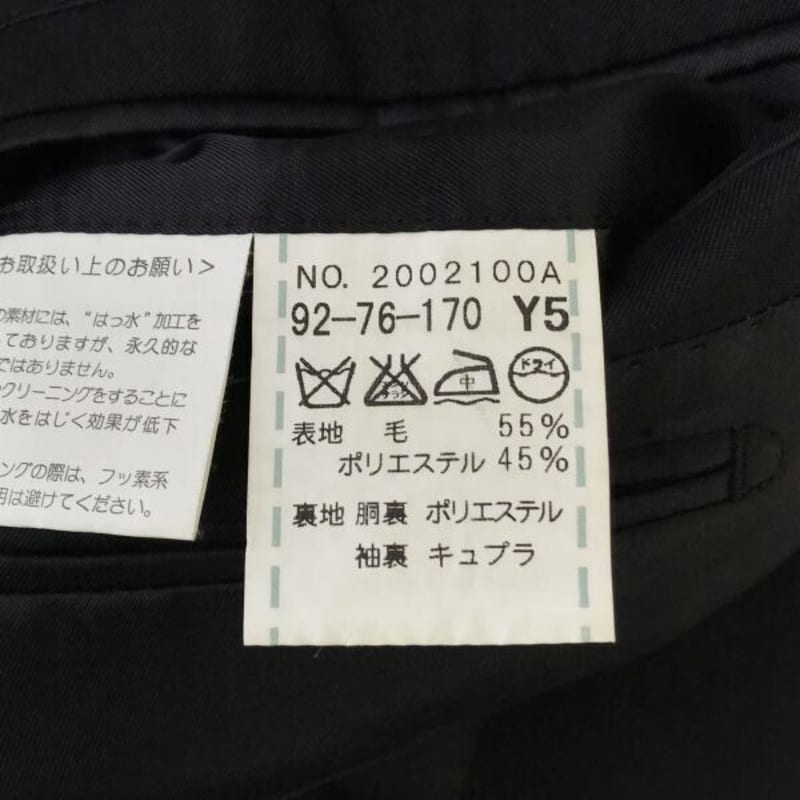 お取扱い上のお願い>
の素材には、"はっ水"加工を
ておりますが、永久的な
ではありません。
クリーニングをすることに
水をはじく効果が低下
ングの際は、フッ素系
用は避けてください。
NO. 2002100A
92-76-170 Y5
中 ドライ
表地 毛 55%
ポリエステル 45%
裏地 胴裏 ポリエステル
袖裏 キュプラ